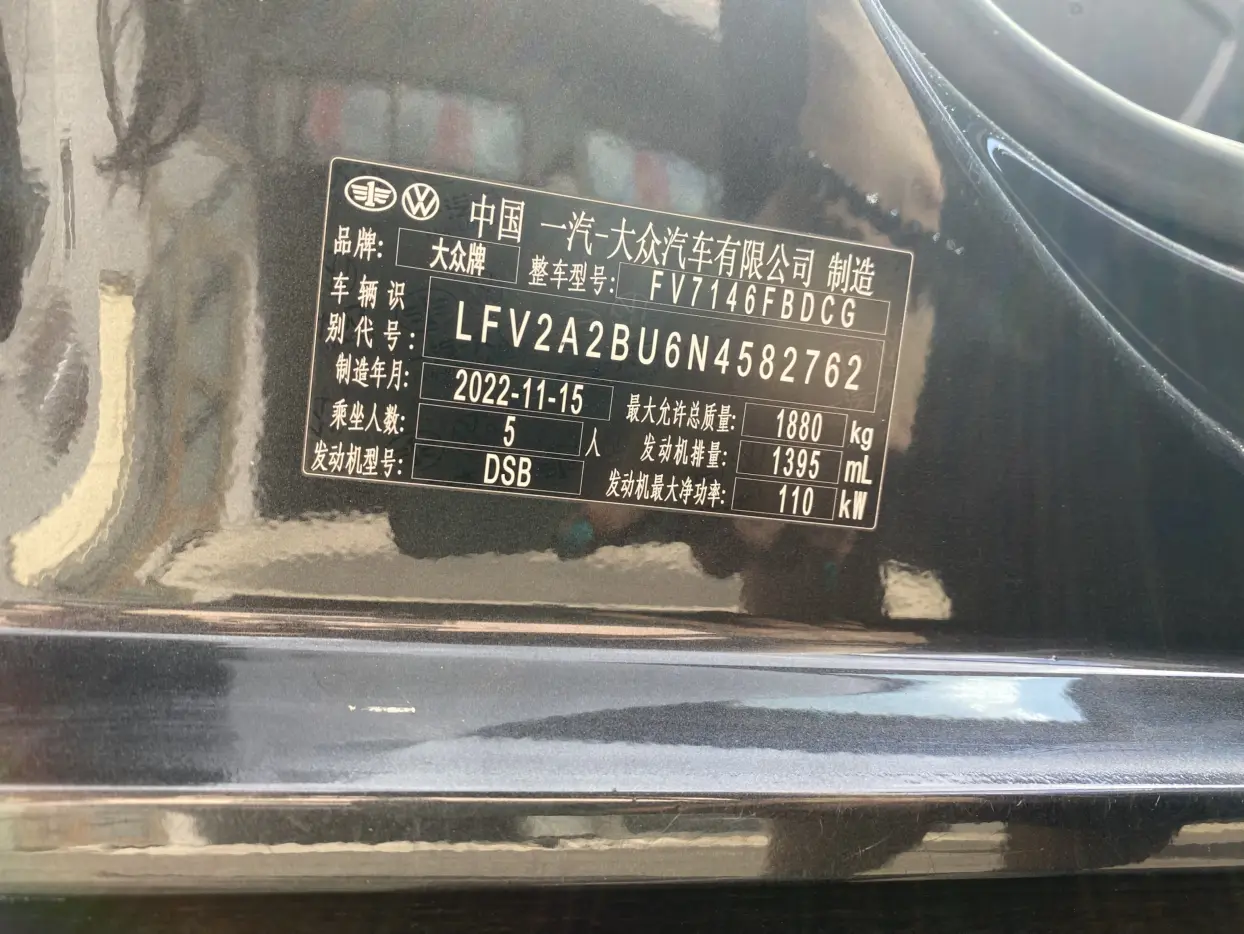 中国 一汽-大众汽车有限公司 制造
品牌: 大众牌 整车型号: FV7146FBDCG
车辆识
别代号: LFV2A2BU6N4582762
制造年月: 2022-11-15 最大允许总质量: 1880 kg
乘坐人数: 5 人 发动机排量: 1395 mL
发动机型号: DSB 发动机最大净功率: 110 kW